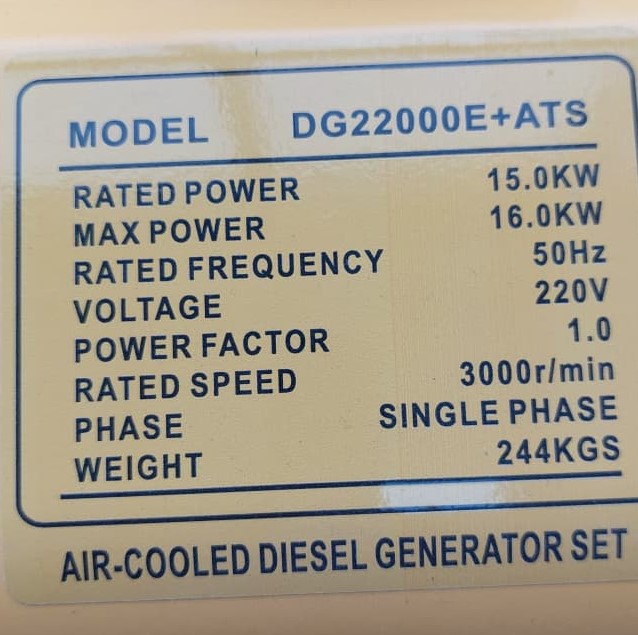 MODEL DG22000E+ATS
RATED POWER 15.0KW
MAX POWER 16.0KW
RATED FREQUENCY 50Hz
VOLTAGE 220V
POWER FACTOR 1.0
RATED SPEED 3000r/min
PHASE SINGLE PHASE
WEIGHT 244KGS
AIR-COOLED DIESEL GENERATOR SET